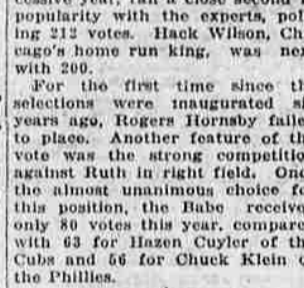 popularity with the experts, pol
ing 212 votes. Hack Wilson, Ch
cago's home run king, was ne
with 200.
For the first time since th
selections were inaugurated s
years ago, Rogers Hornsby faile
to place. Another feature of th
vote was the strong competitio
against Ruth in right field. Onc
the almost unanimous choice fo
this position, the Babe receive
only 80 votes this year, compare
with 63 for Hazen Cuyler of th
Cubs and 56 for Chuck Klein o
the Phillies.